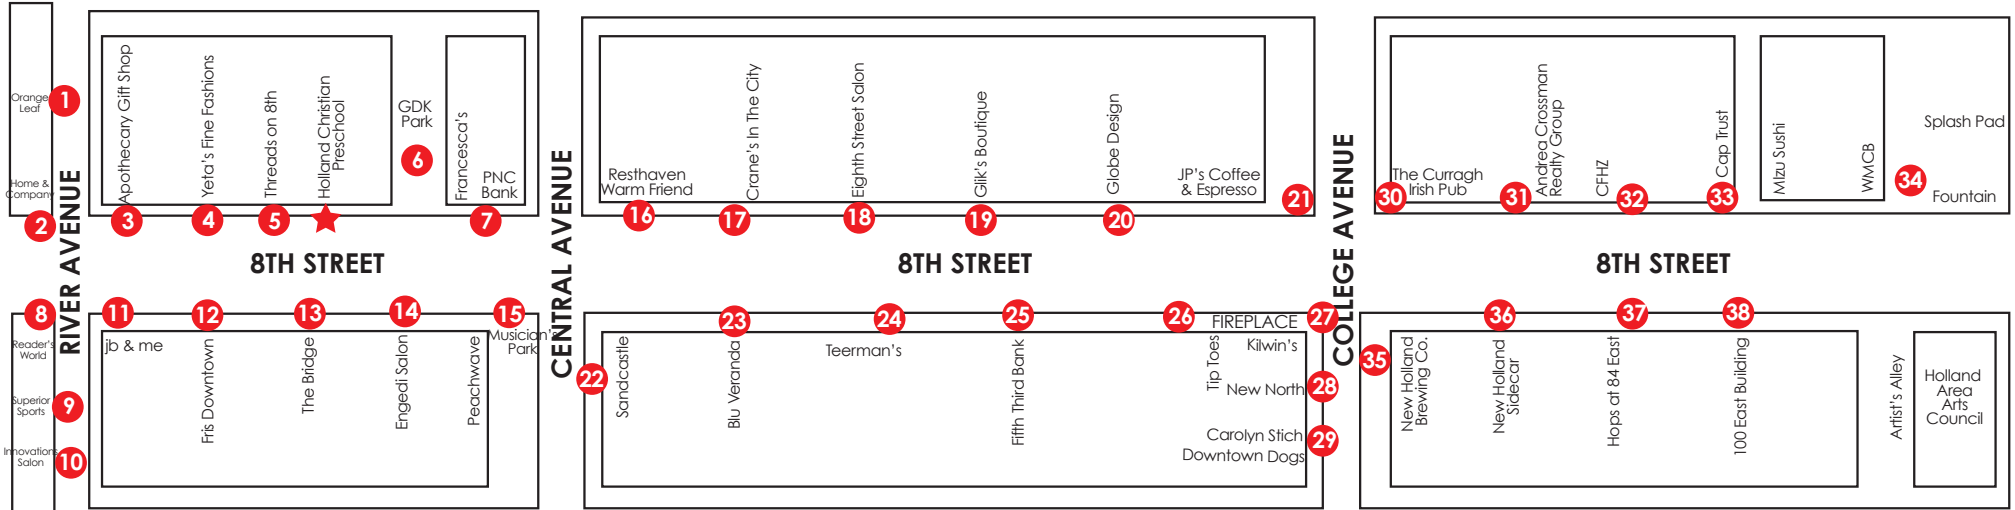 Orange
Leaf
1
Home &
Company
2
RIVER AVENUE
Apothecary Gift Shop
3
Yeta's Fine Fashions
4
Threads on 8th
5
Holland Christian
Preschool
GDK
Park
6
Francesca's
PNC
Bank
7
8TH STREET
8
Reader's
World
Superior
Sports
9
Innovations
Salon
10
11
jb & me
12
Fris Downtown
13
The Bridge
14
Engedi Salon
15
Musician's
Park
Peachwave
CENTRAL AVENUE
Resthaven
Warm Friend
16
Crane's In The City
17
Eighth Street Salon
18
Glik's Boutique
19
Globe Design
20
JP's Coffee
& Espresso
21
8TH STREET
22
Sandcastle
23
Blu Veranda
24
Teerman's
25
Fifth Third Bank
26
Tip Toes
FIREPLACE
27
Kilwin's
New North
28
Carolyn Stich
29
Downtown Dogs
COLLEGE AVENUE
The Curragh
Irish Pub
30
31
Andrea Crossman
Realty Group
CFHZ
32
Cap Trust
33
MIzu Sushi
WMCB
34
Splash Pad
Fountain
8TH STREET
35
New Holland
Brewing Co.
36
New Holland
Sidecar
37
Hops at 84 East
38
100 East Building
Artist's Alley
Holland
Area
Arts
Council